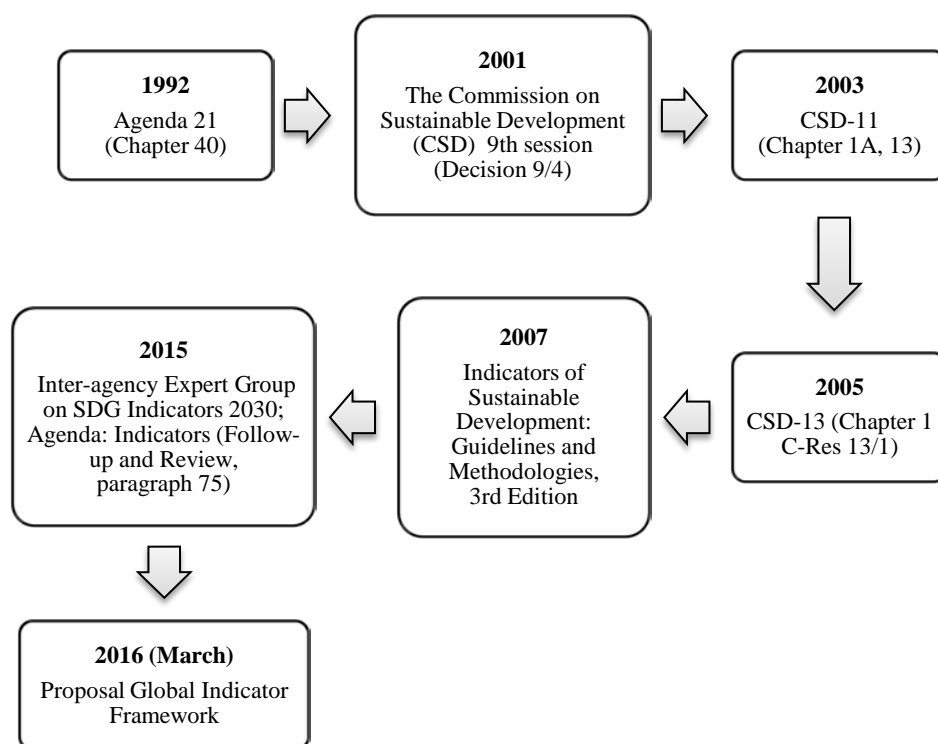 1992
Agenda 21
(Chapter 40)
2001
The Commission on
Sustainable Development
(CSD) 9th session
(Decision 9/4)
2003
CSD-11
(Chapter 1A, 13)
2005
CSD-13 (Chapter 1
C-Res 13/1)
2007
Indicators of
Sustainable
Development:
Guidelines and
Methodologies,
3rd Edition
2015
Inter-agency Expert Group
on SDG Indicators 2030;
Agenda: Indicators (Follow-
up and Review,
paragraph 75)
2016 (March)
Proposal Global Indicator
Framework